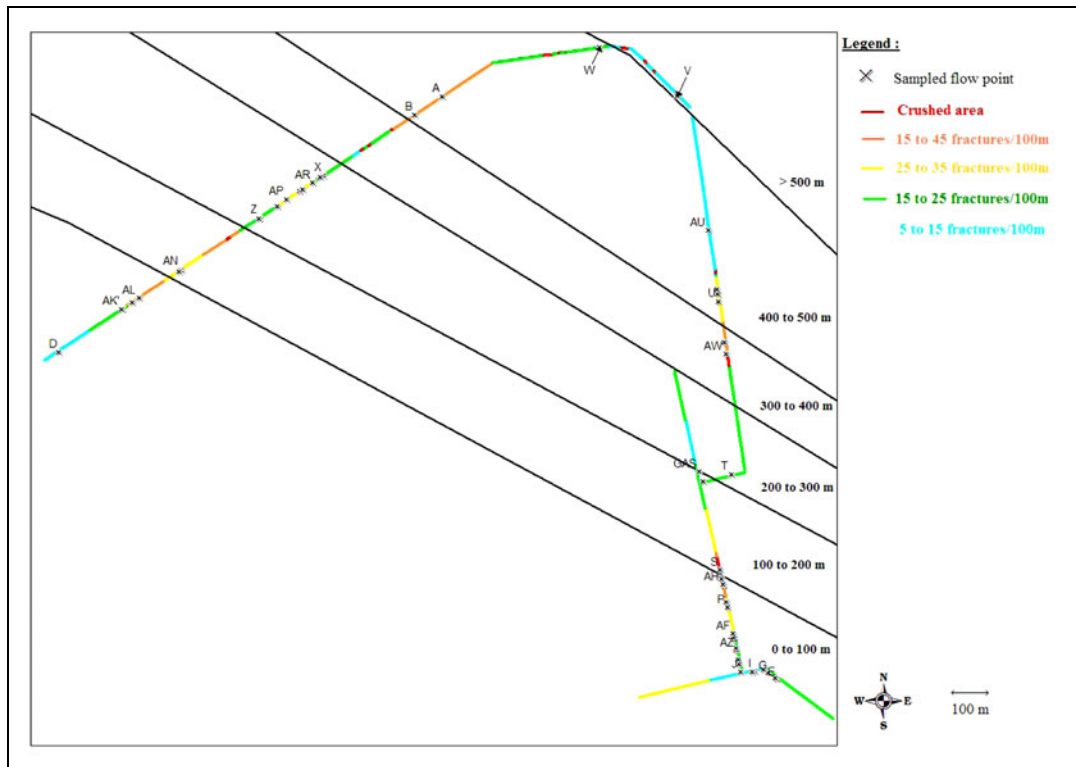 Legend :
Sampled flow point
Crushed area
15 to 45 fractures/100m
25 to 35 fractures/100m
15 to 25 fractures/100m
5 to 15 fractures/100m
W
V
A
B
X
AR
AP
Z
AN
AL
AK'
D
> 500 m
AU
U
400 to 500 m
AW
300 to 400 m
GAS
T
200 to 300 m
100 to 200 m
S
AH
R
AF
AZ
0 to 100 m
J
I
G
E
N
W
E
S
100 m